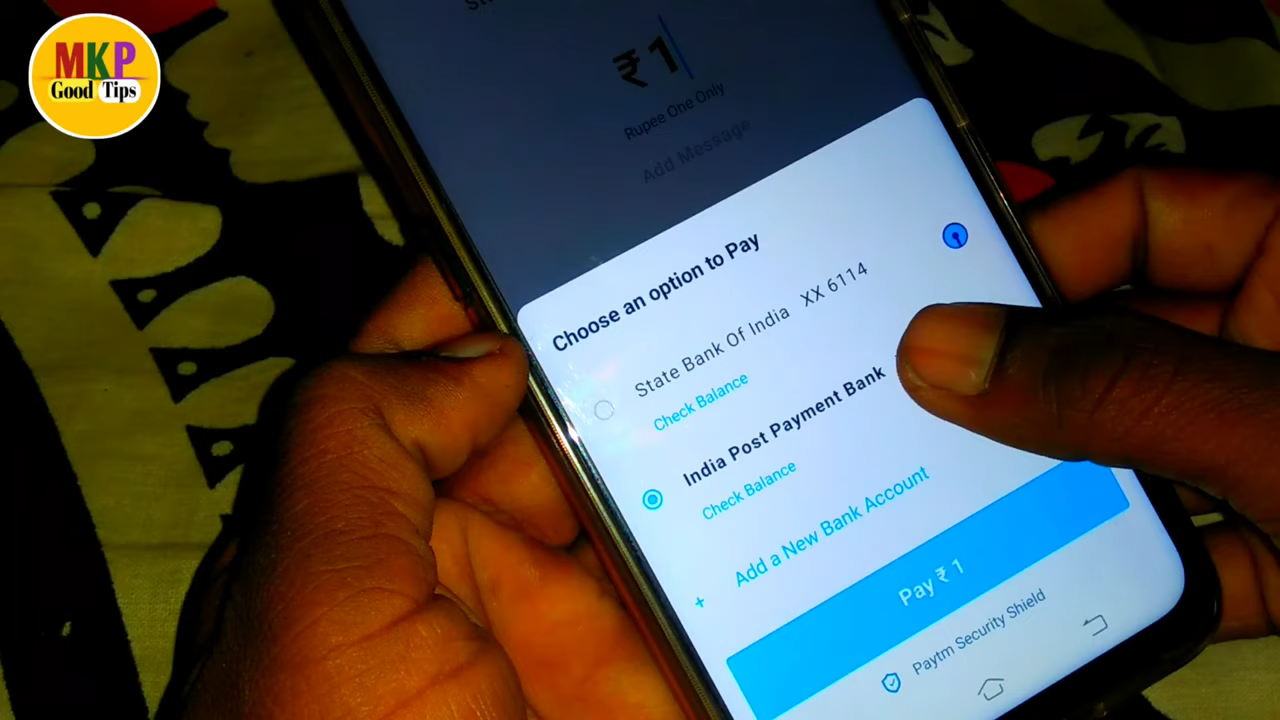 MKP
Good Tips
₹1
Rupee One Only
Add Message
Choose an option to Pay
State Bank Of India XX 6114
Check Balance
India Post Payment Bank
Check Balance
+ Add a New Bank Account
Pay ₹1
Paytm Security Shield